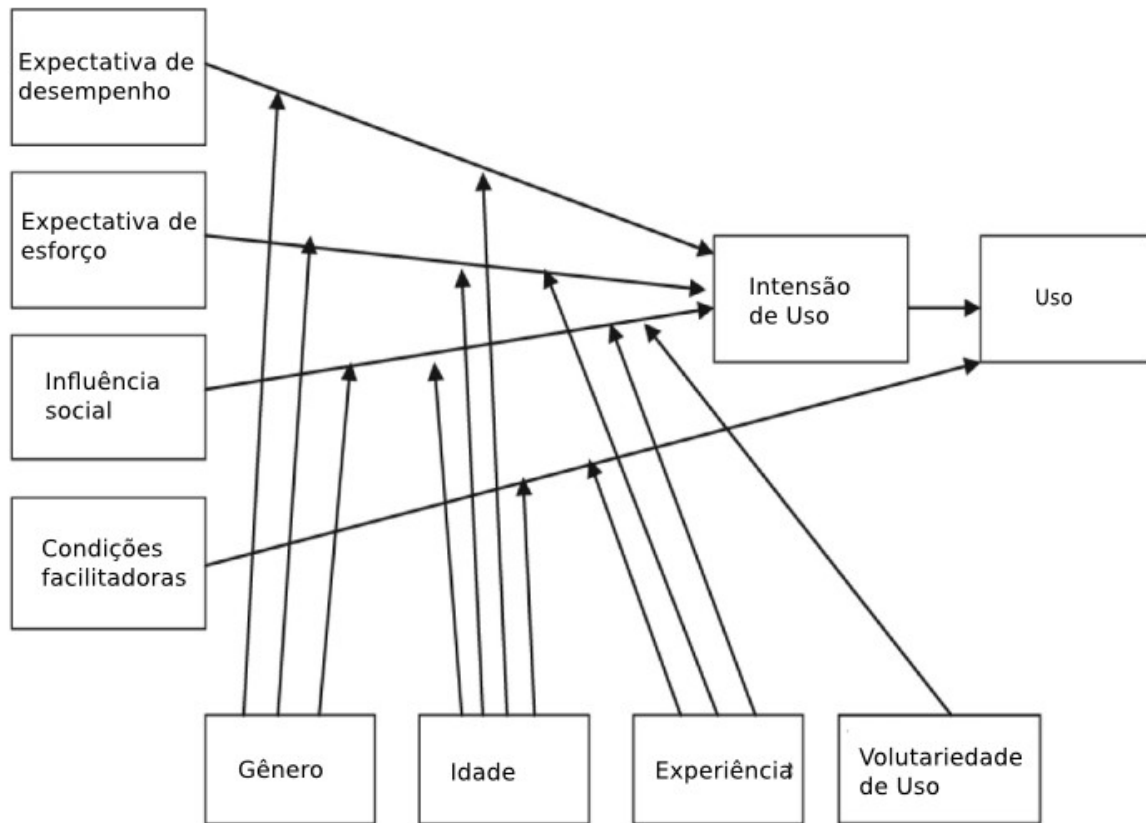 Expectativa de
desempenho
Expectativa de
esforço
Influência
social
Condições
facilitadoras
Intensão
de Uso
Uso
Gênero
Idade
Experiência
Volutariedade
de Uso